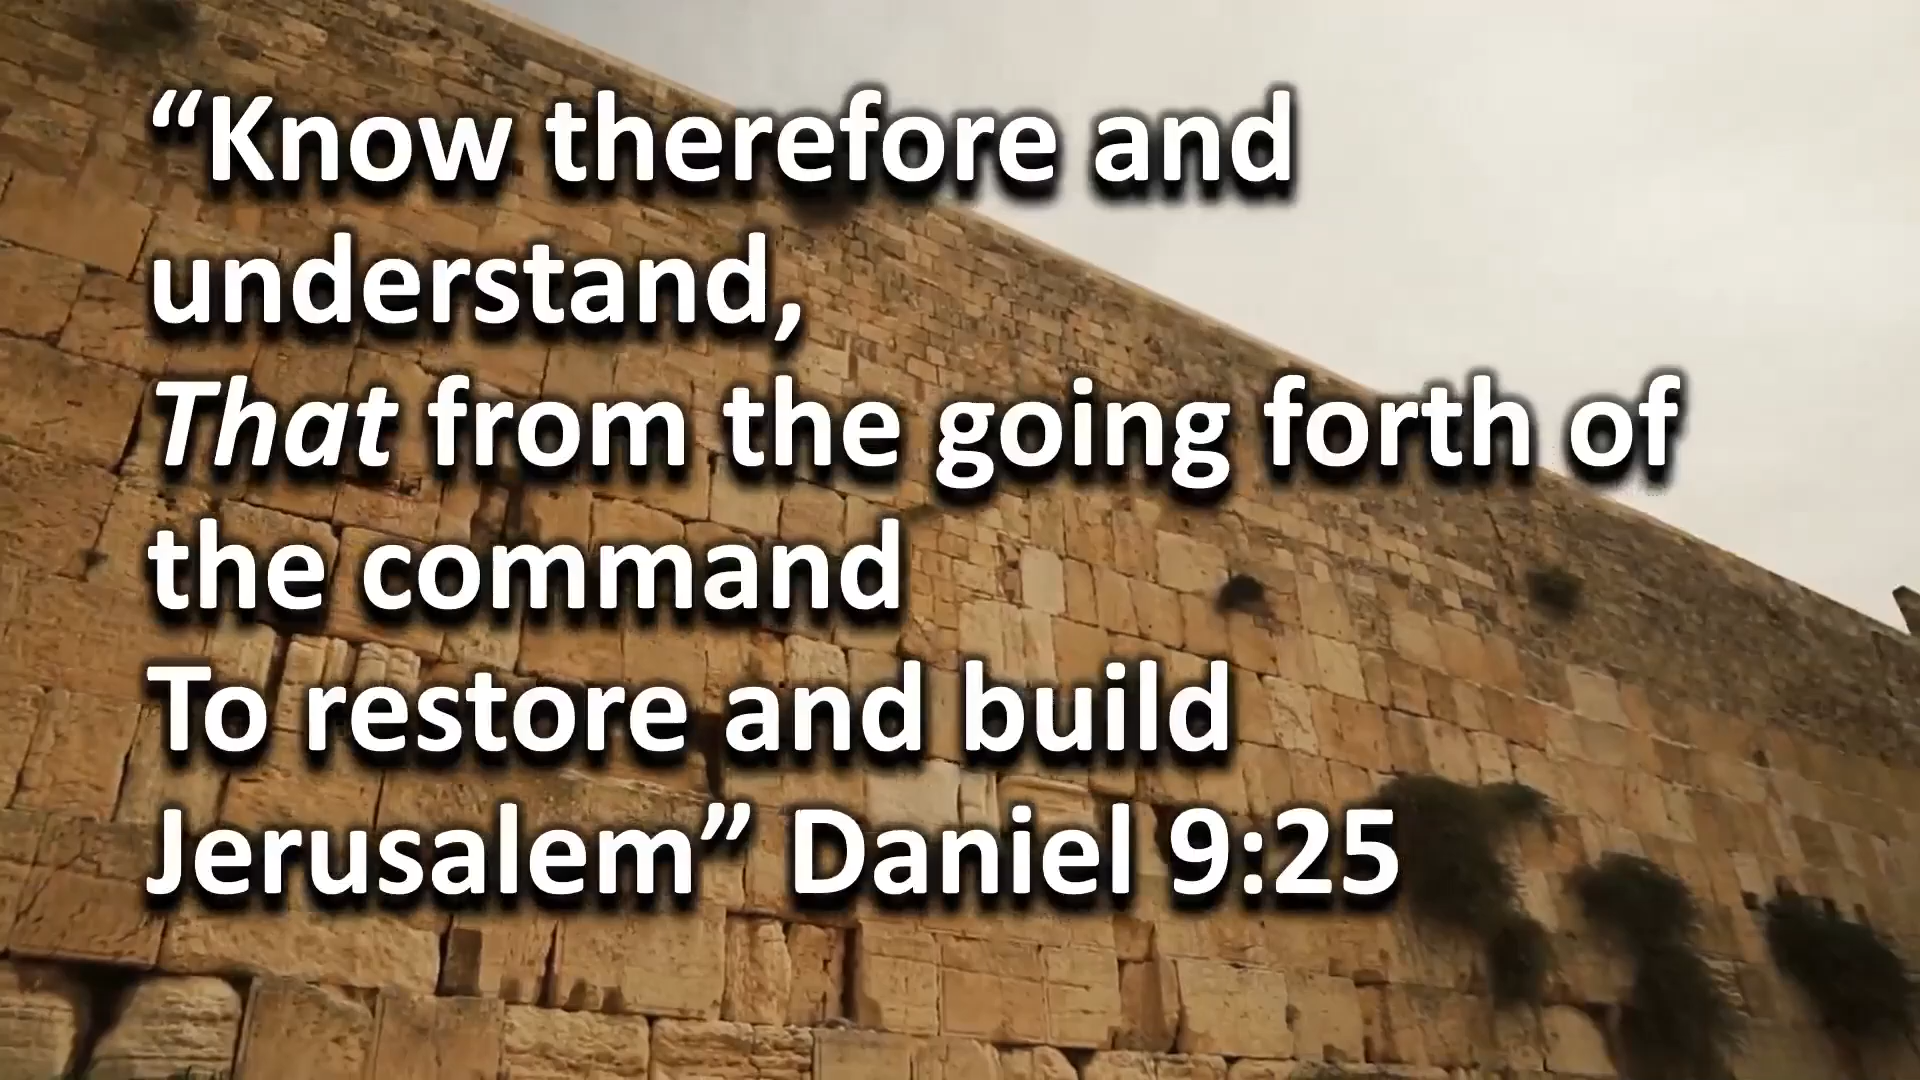 “Know therefore and
understand,
That from the going forth of
the command
To restore and build
Jerusalem” Daniel 9:25